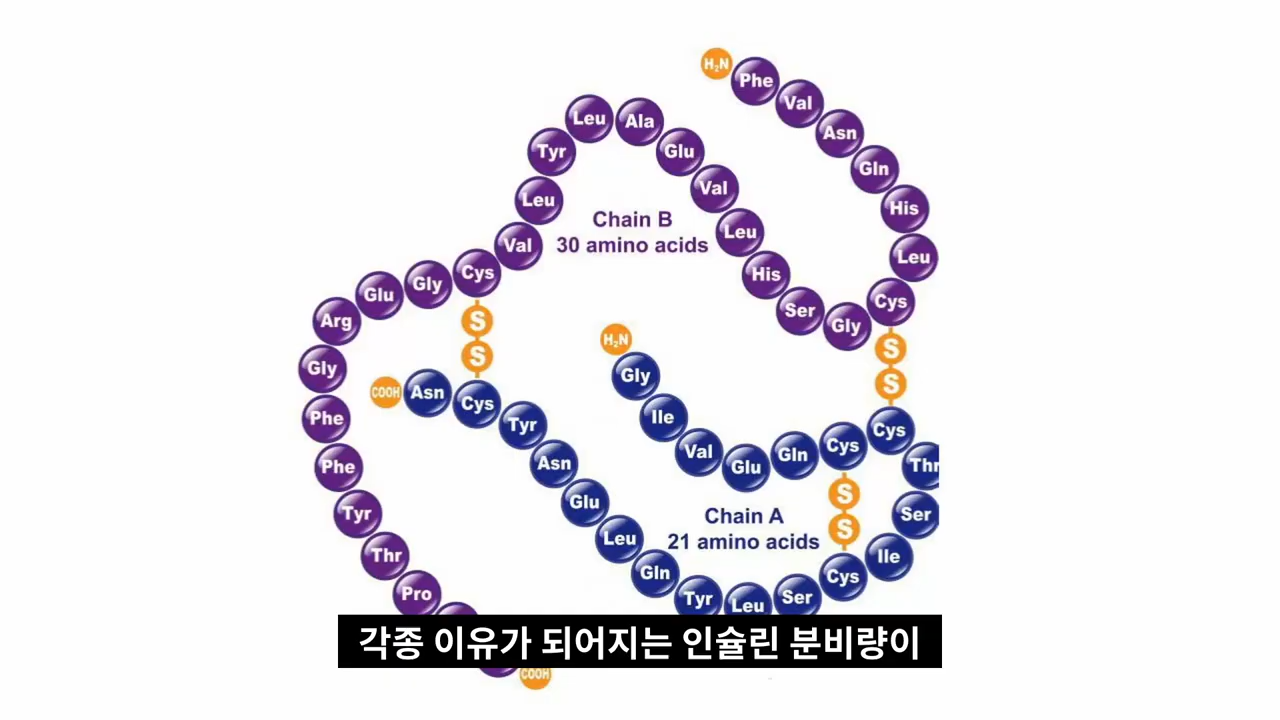 H₂N
Phe
Val
Asn
Gln
His
Leu
Cys
Gly
Ser
His
Leu
Val
Glu
Ala
Leu
Tyr
Leu
Val
Cys
Gly
Glu
Arg
Gly
Phe
Phe
Tyr
Thr
Pro
COOH
Chain B
30 amino acids
S
S
S
S
H₂N
Gly
Ile
Val
Glu
Gln
Cys
Cys
Thr
Ser
Ile
Cys
Ser
Leu
Tyr
Gln
Leu
Glu
Asn
Tyr
Cys
Asn
COOH
S
S
Chain A
21 amino acids
각종 이유가 되어지는 인슐린 분비량이